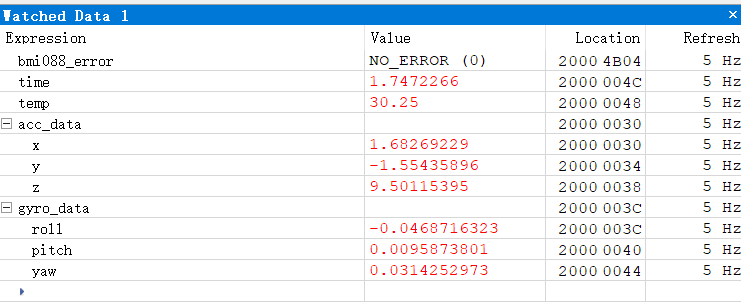 Watched Data 1
Expression Value Location Refresh
bmi088_error NO_ERROR (0) 2000 4B04 5 Hz
time 1.7472266 2000 004C 5 Hz
temp 30.25 2000 0048 5 Hz
acc_data 2000 0030 5 Hz
x 1.68269229 2000 0030 5 Hz
y -1.55435896 2000 0034 5 Hz
z 9.50115395 2000 0038 5 Hz
gyro_data 2000 003C 5 Hz
roll -0.0468716323 2000 003C 5 Hz
pitch 0.0095873801 2000 0040 5 Hz
yaw 0.0314252973 2000 0044 5 Hz